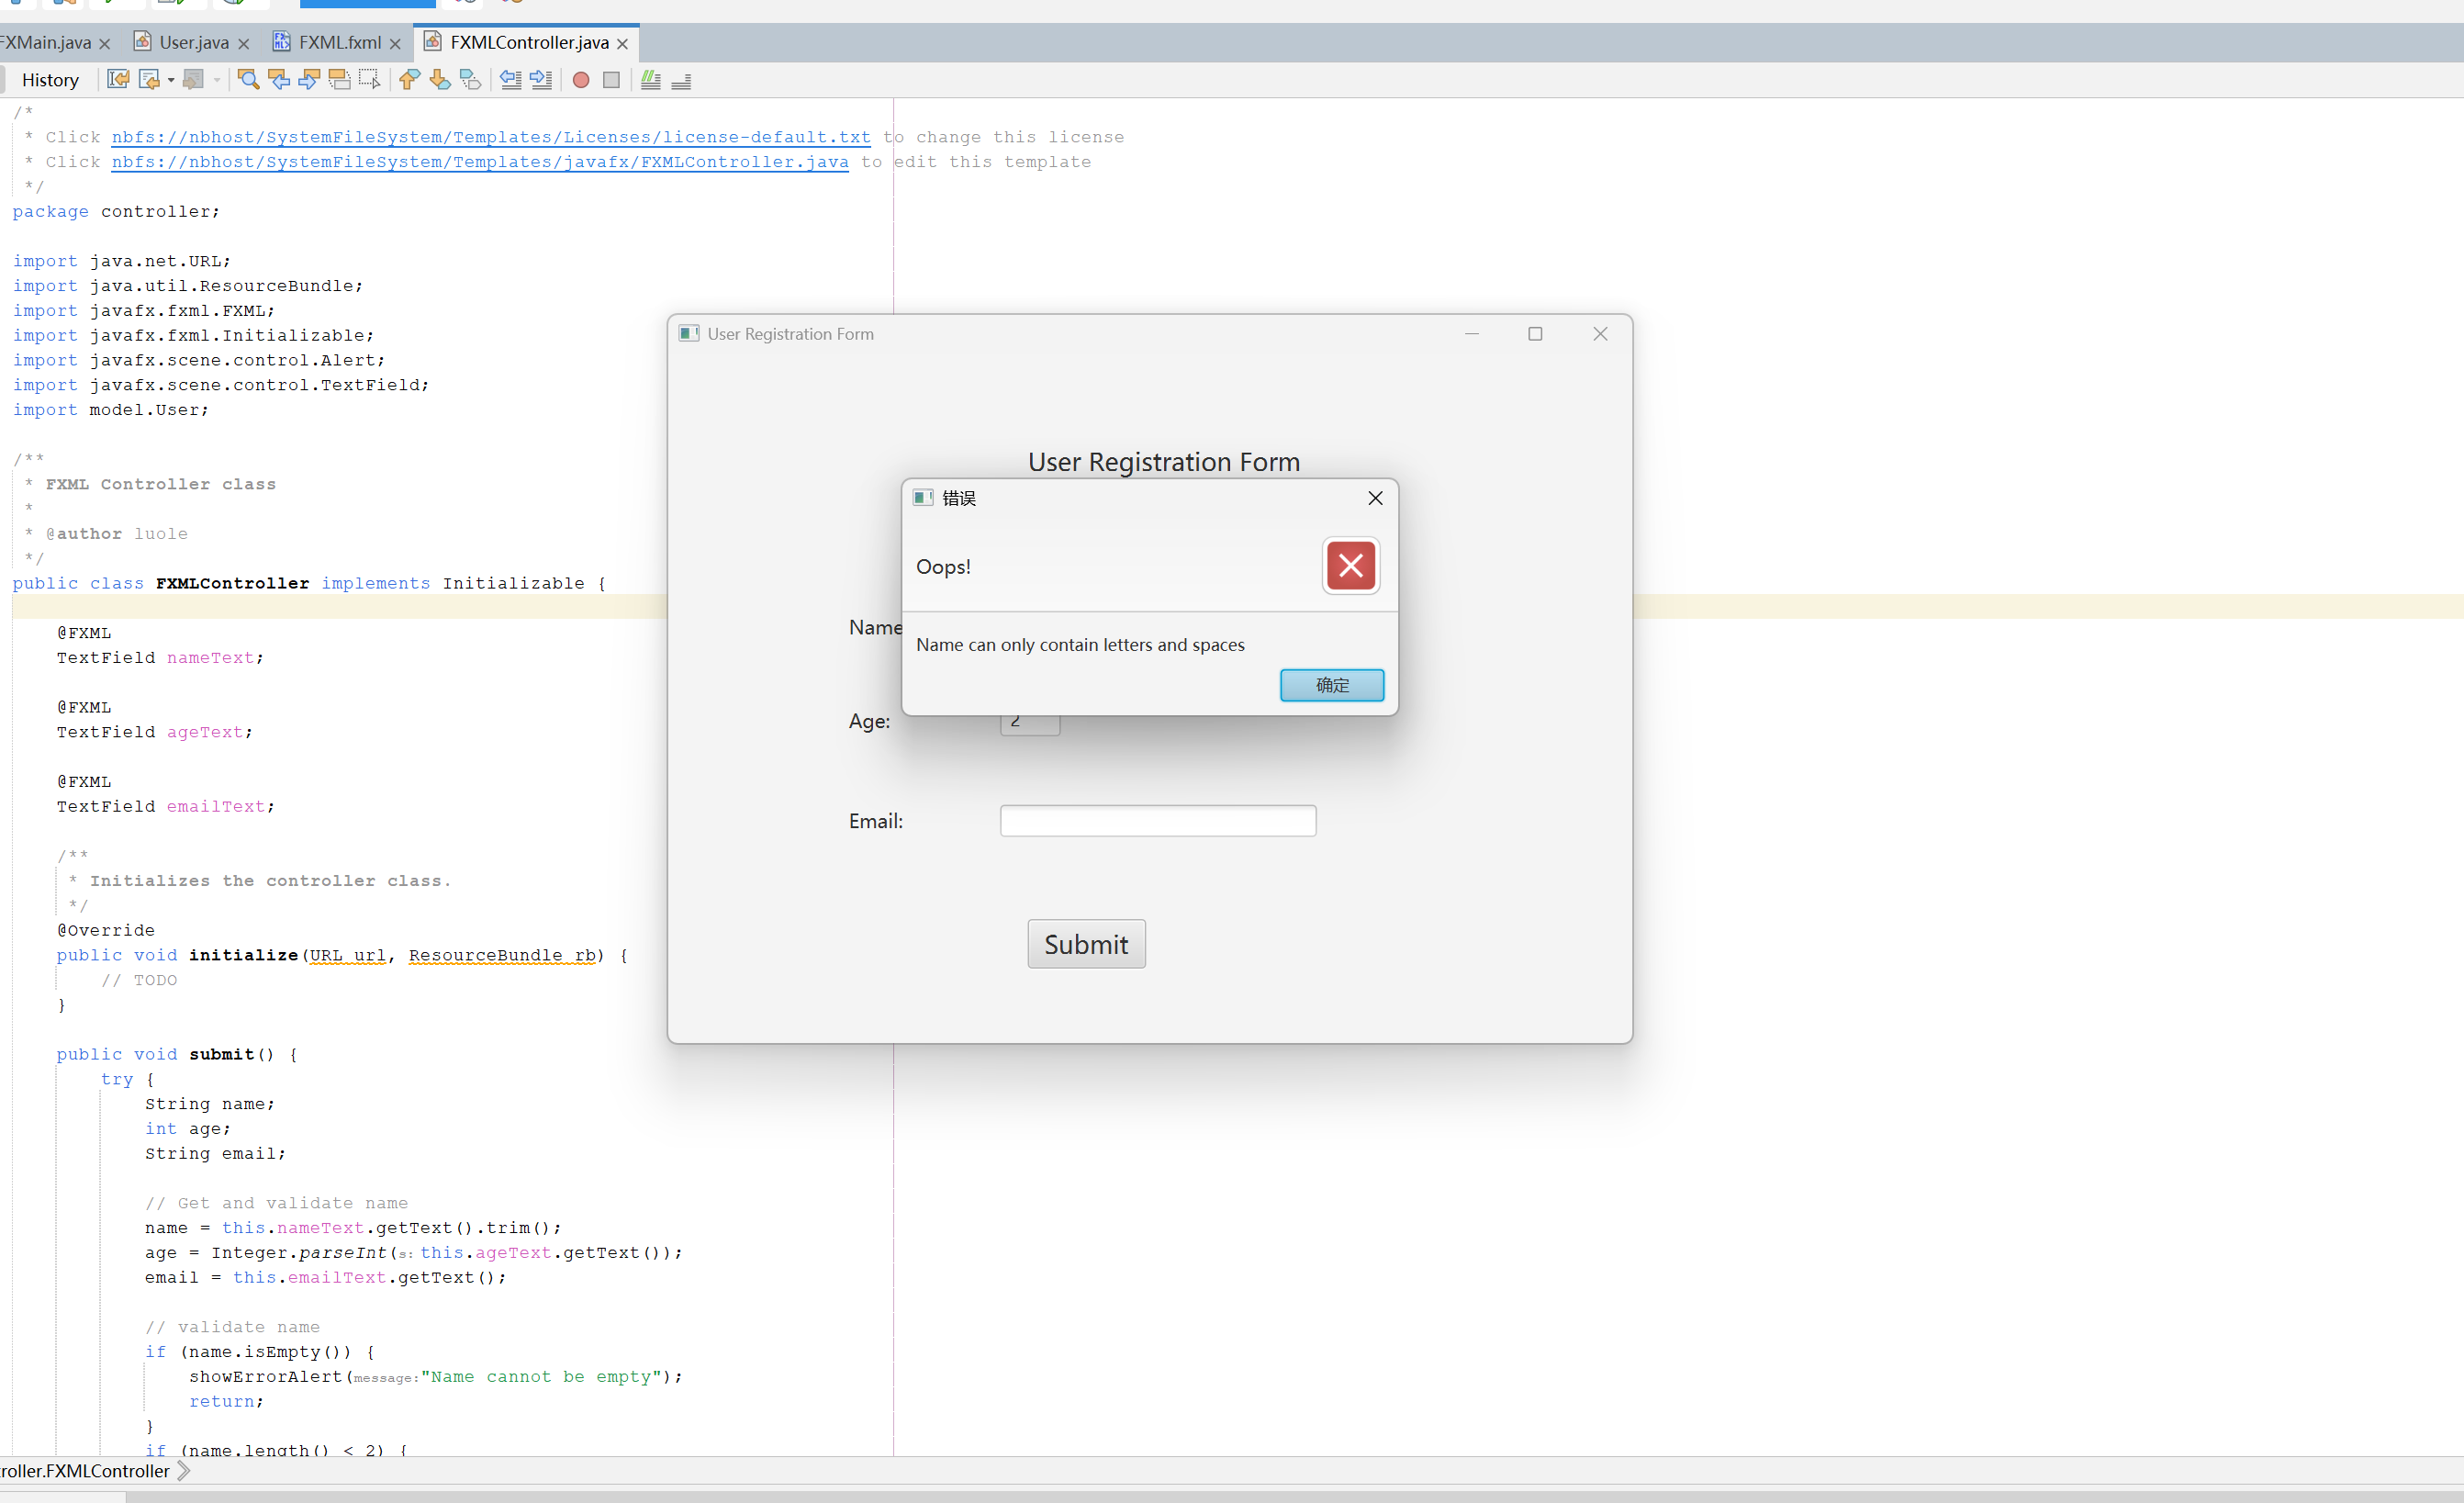 FXMain.java
User.java
FXML.fxml
FXMLController.java
History
/*
* Click nbfs://nbhost/SystemFileSystem/Templates/Licenses/license-default.txt to change this license
* Click nbfs://nbhost/SystemFileSystem/Templates/javafx/FXMLController.java to edit this template
*/
package controller;
import java.net.URL;
import java.util.ResourceBundle;
import javafx.fxml.FXML;
import javafx.fxml.Initializable;
import javafx.scene.control.Alert;
import javafx.scene.control.TextField;
import model.User;
/**
* FXML Controller class
*
* @author luole
*/
public class FXMLController implements Initializable {
@FXML
TextField nameText;
@FXML
TextField ageText;
@FXML
TextField emailText;
/**
* Initializes the controller class.
*/
@Override
public void initialize(URL url, ResourceBundle rb) {
// TODO
}
public void submit() {
try {
String name;
int age;
String email;
// Get and validate name
name = this.nameText.getText().trim();
age = Integer.parseInt(s: this.ageText.getText());
email = this.emailText.getText();
// validate name
if (name.isEmpty()) {
showErrorAlert(message:"Name cannot be empty");
return;
}
if (name.length() < 2) {
roller.FXMLController
User Registration Form
User Registration Form
错误
Oops!
Name can only contain letters and spaces
确定
Name
Age:
2
Email:
Submit